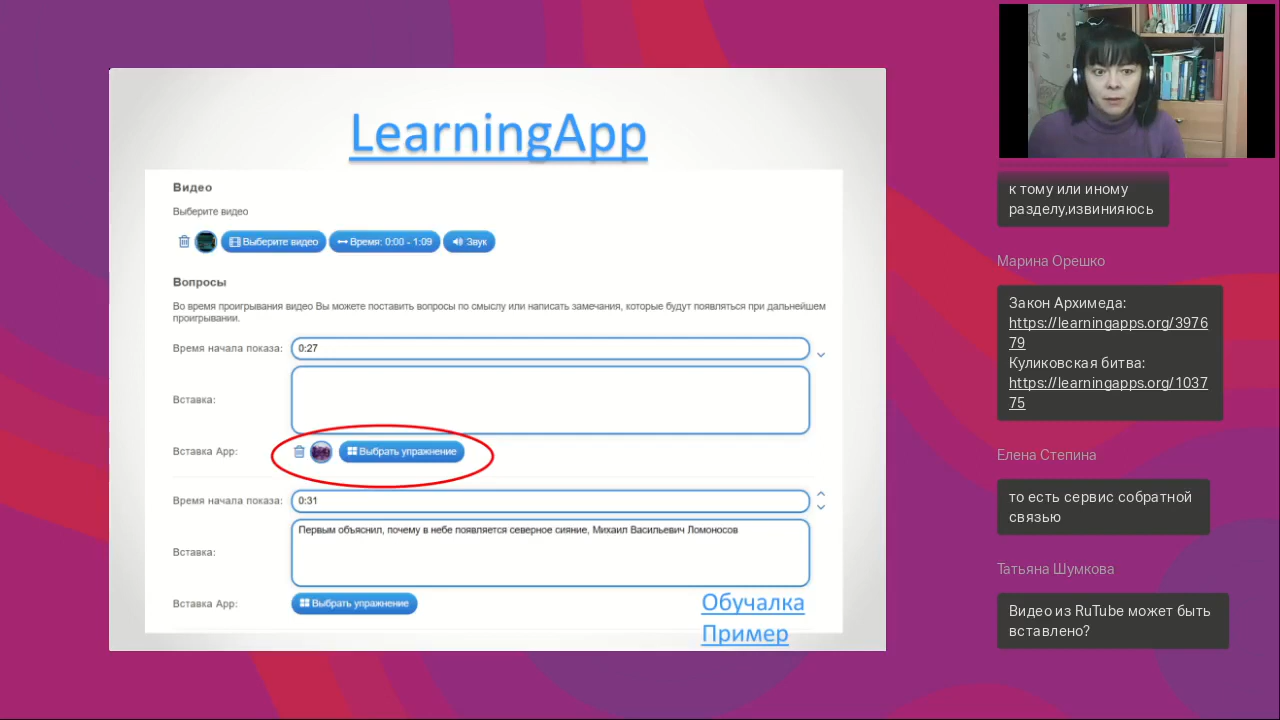 LearningApp
Видео
Выберите видео
Выберите видео
Время: 0:00 - 1:09
Звук
Вопросы
Во время проигрывания видео Вы можете поставить вопросы по смыслу или написать замечания, которые будут появляться при дальнейшем
проигрывании.
Время начала показа:
0:27
Вставка:
Вставка App:
Выбрать упражнение
Время начала показа:
0:31
Вставка:
Первым объяснил, почему в небе появляется северное сияние, Михаил Васильевич Ломоносов
Вставка App:
Выбрать упражнение
Обучалка
Пример
к тому или иному
разделу,извинияюсь
Марина Орешко
Закон Архимеда:
https://learningapps.org/3976
79
Куликовская битва:
https://learningapps.org/1037
75
Елена Степина
то есть сервис собратной
связью
Татьяна Шумкова
Видео из RuTube может быть
вставлено?